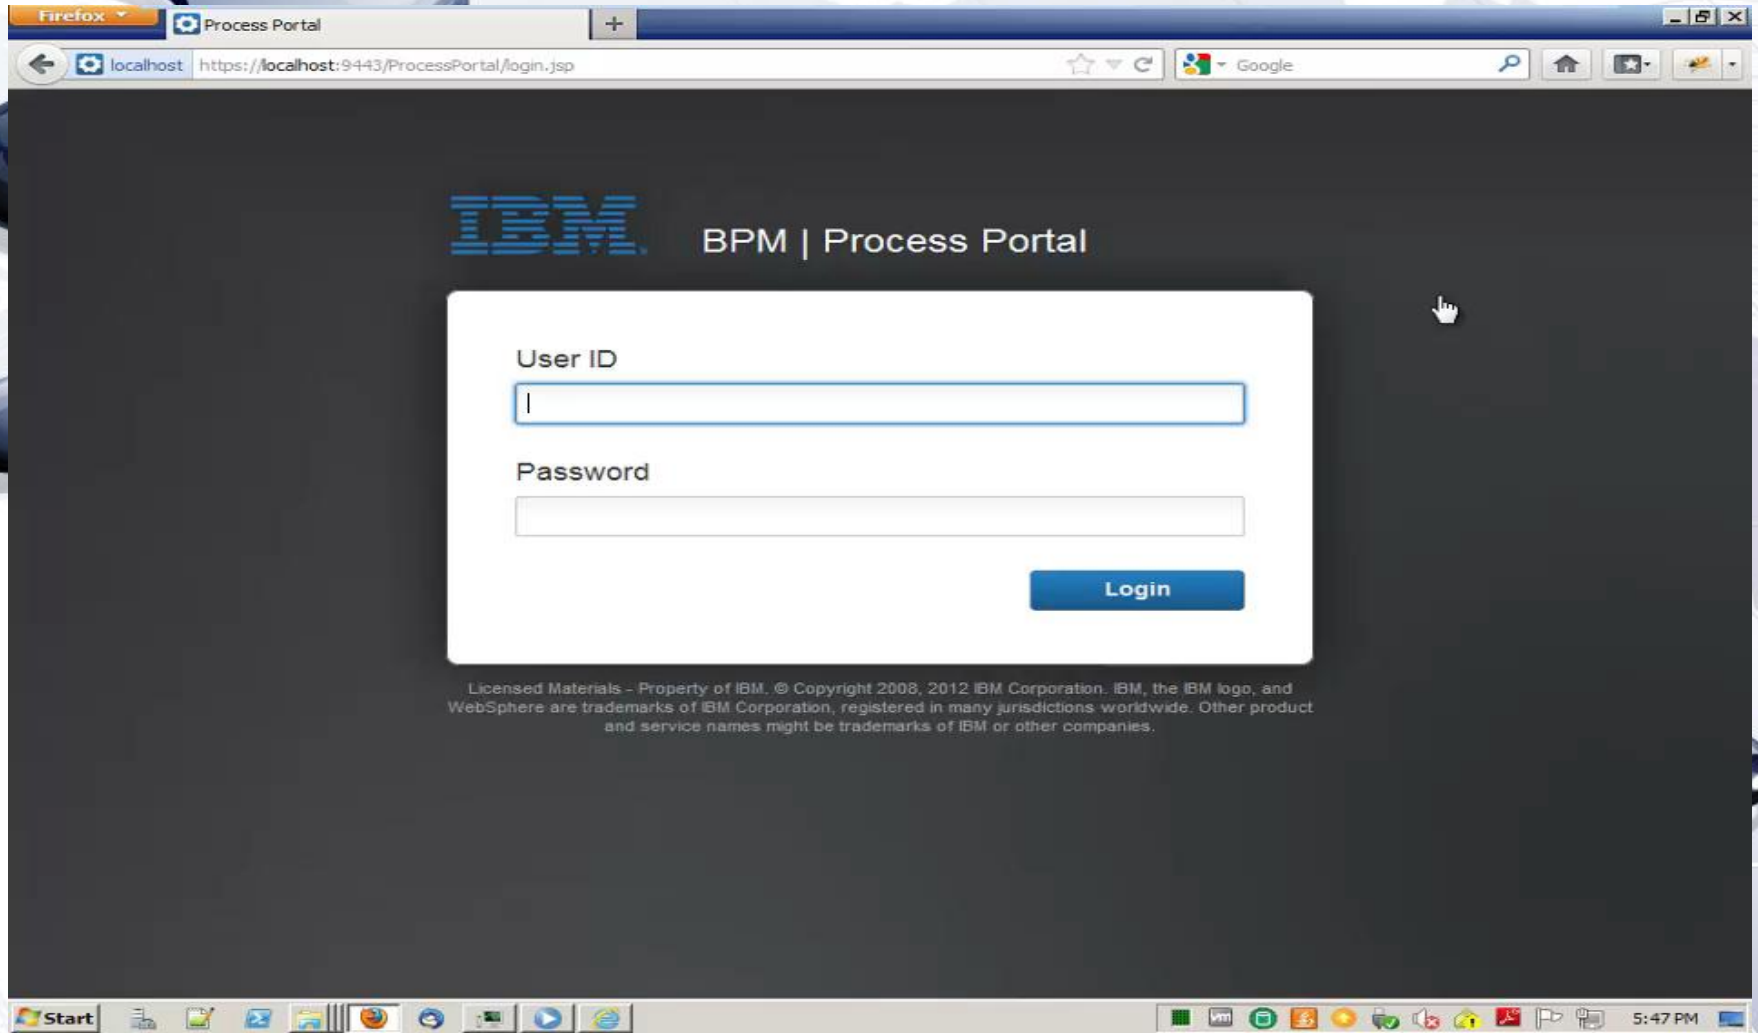 Firefox
Process Portal
localhost https://localhost:9443/ProcessPortal/login.jsp
Google
IBM. BPM | Process Portal
User ID
Password
Login
Licensed Materials - Property of IBM. © Copyright 2008, 2012 IBM Corporation. IBM, the IBM logo, and
WebSphere are trademarks of IBM Corporation, registered in many jurisdictions worldwide. Other product
and service names might be trademarks of IBM or other companies.
Start
5:47 PM